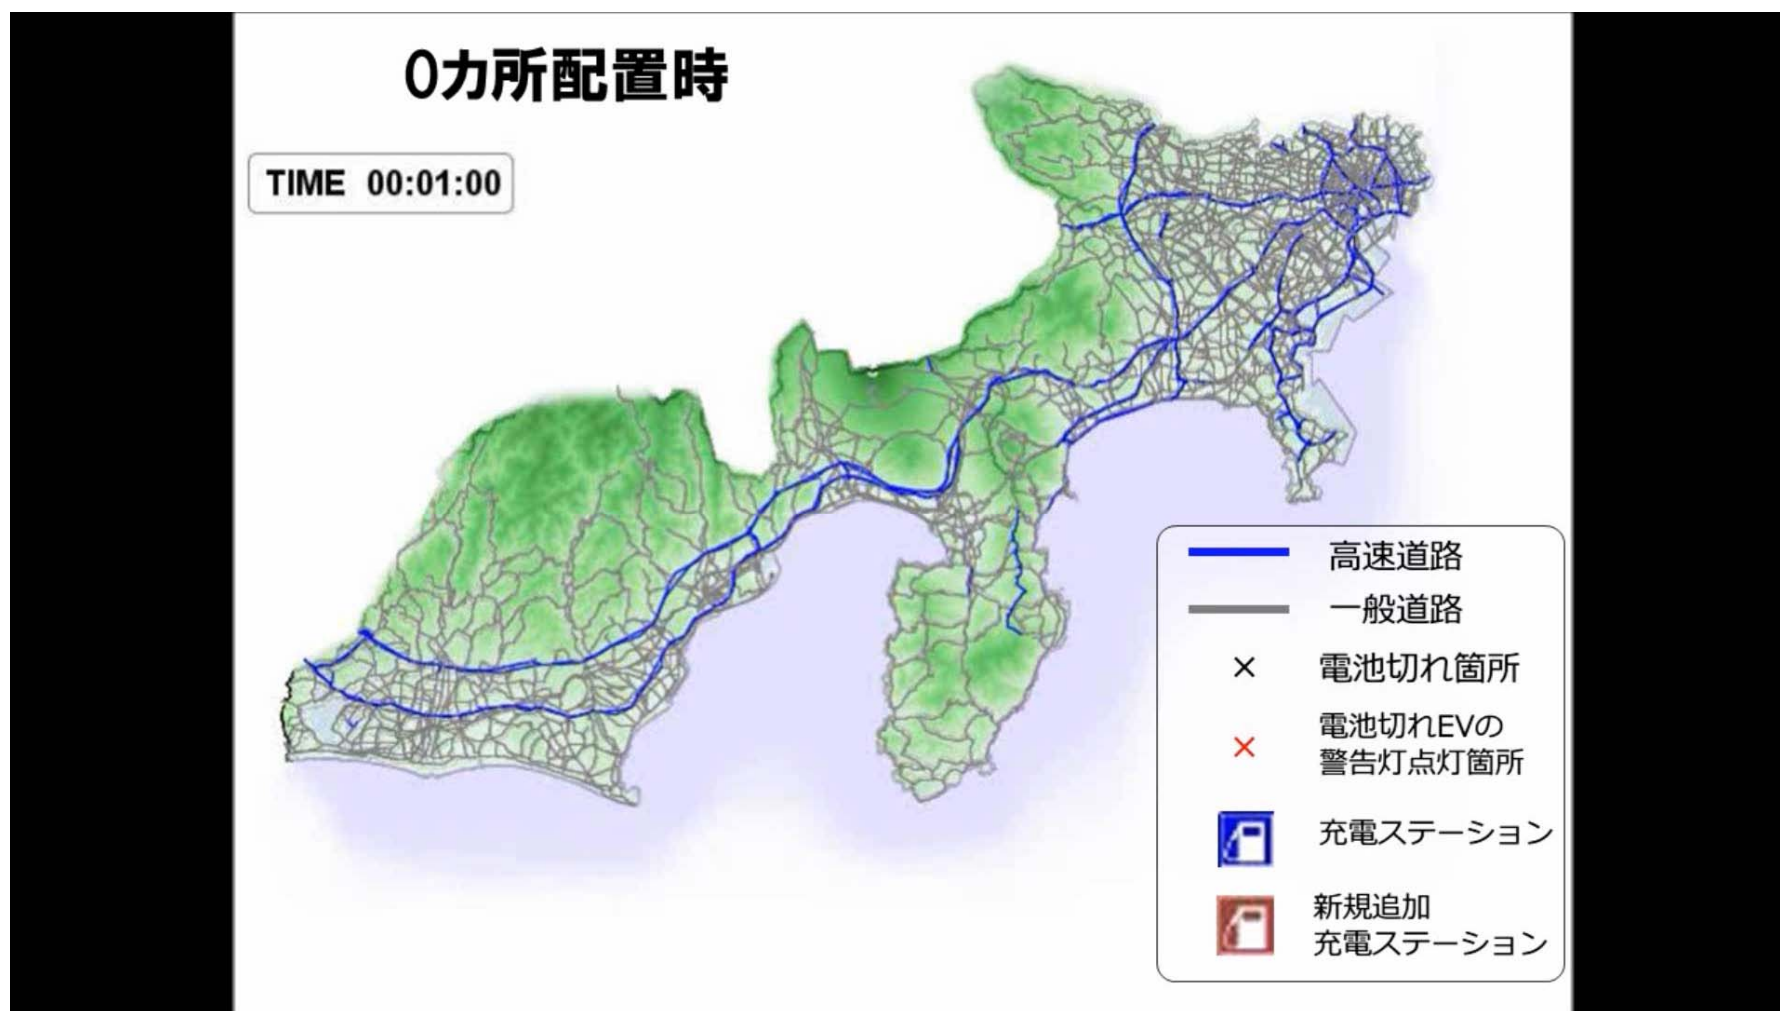 0カ所配置時
TIME 00:01:00
高速道路
一般道路
電池切れ箇所
電池切れEVの
警告灯点灯箇所
充電ステーション
新規追加
充電ステーション